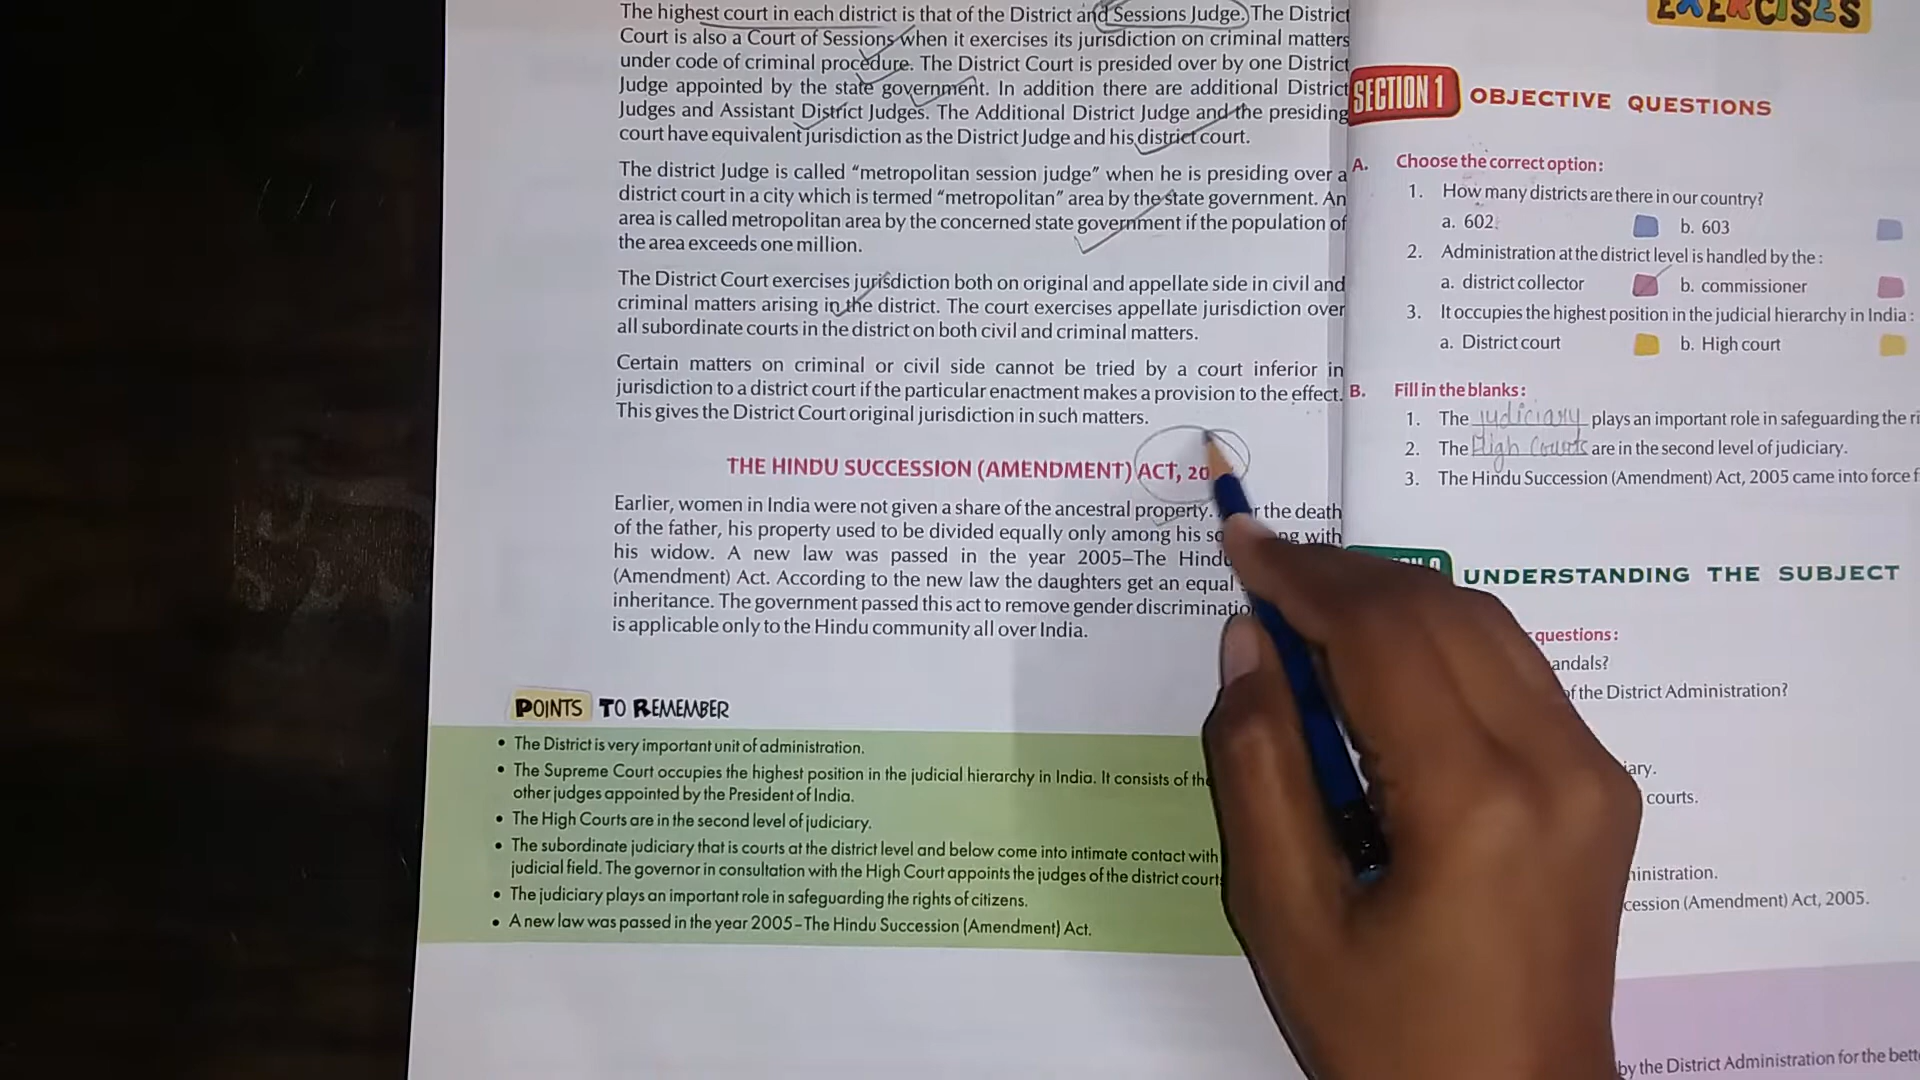 The highest court in each district is that of the District and Sessions Judge. The District
Court is also a Court of Sessions when it exercises its jurisdiction on criminal matters
under code of criminal procedure. The District Court is presided over by one District
Judge appointed by the state government. In addition there are additional District
Judges and Assistant District Judges. The Additional District Judge and the presiding
court have equivalent jurisdiction as the District Judge and his district court.
The district Judge is called “metropolitan session judge” when he is presiding over a
district court in a city which is termed “metropolitan” area by the state government. An
area is called metropolitan area by the concerned state government if the population of
the area exceeds one million.
The District Court exercises jurisdiction both on original and appellate side in civil and
criminal matters arising in the district. The court exercises appellate jurisdiction over
all subordinate courts in the district on both civil and criminal matters.
Certain matters on criminal or civil side cannot be tried by a court inferior in
jurisdiction to a district court if the particular enactment makes a provision to the effect.
This gives the District Court original jurisdiction in such matters.
THE HINDU SUCCESSION (AMENDMENT) ACT, 20
Earlier, women in India were not given a share of the ancestral property. the death
of the father, his property used to be divided equally only among his with
his widow. A new law was passed in the year 2005–The
(Amendment) Act. According to the new law the daughters get an equal
inheritance. The government passed this act to remove gender
is applicable only to the Hindu community all over India.
POINTS TO REMEMBER
• The District is very important unit of administration.
• The Supreme Court occupies the highest position in the judicial hierarchy in India. It consists of the
other judges appointed by the President of India.
• The High Courts are in the second level of judiciary.
• The subordinate judiciary that is courts at the district level and below come into intimate contact with
judicial field. The governor in consultation with the High Court appoints the judges of the district
• The judiciary plays an important role in safeguarding the rights of citizens.
• A new law was passed in the year 2005–The Hindu Succession (Amendment) Act.
EXERCISES
SECTION 1 OBJECTIVE QUESTIONS
A. Choose the correct option:
1. How many districts are there in our country?
a. 602 b. 603
2. Administration at the district level is handled by the :
a. district collector b. commissioner
3. It occupies the highest position in the judicial hierarchy in India :
a. District court b. High court
B. Fill in the blanks :
1. The judiciary plays an important role in safeguarding the
2. The High Courts are in the second level of judiciary.
3. The Hindu Succession (Amendment) Act, 2005 came into force
UNDERSTANDING THE SUBJECT
questions:
of the District Administration?
courts.
(Amendment) Act, 2005.
by the District Administration for the